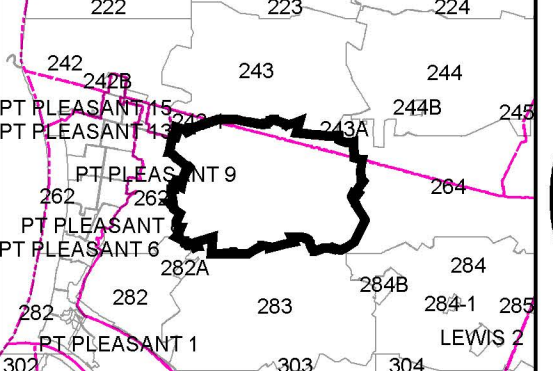 222 223 224
242 243 244
242B 244B
PT PLEASANT 15 245
PT PLEASANT 13 243A
PT PLEASANT 9
262 262 264
PT PLEASANT
PT PLEASANT 6
282A 284
282 283 284B
282 284-1 285
PT PLEASANT 1 LEWIS 2
302 303 304